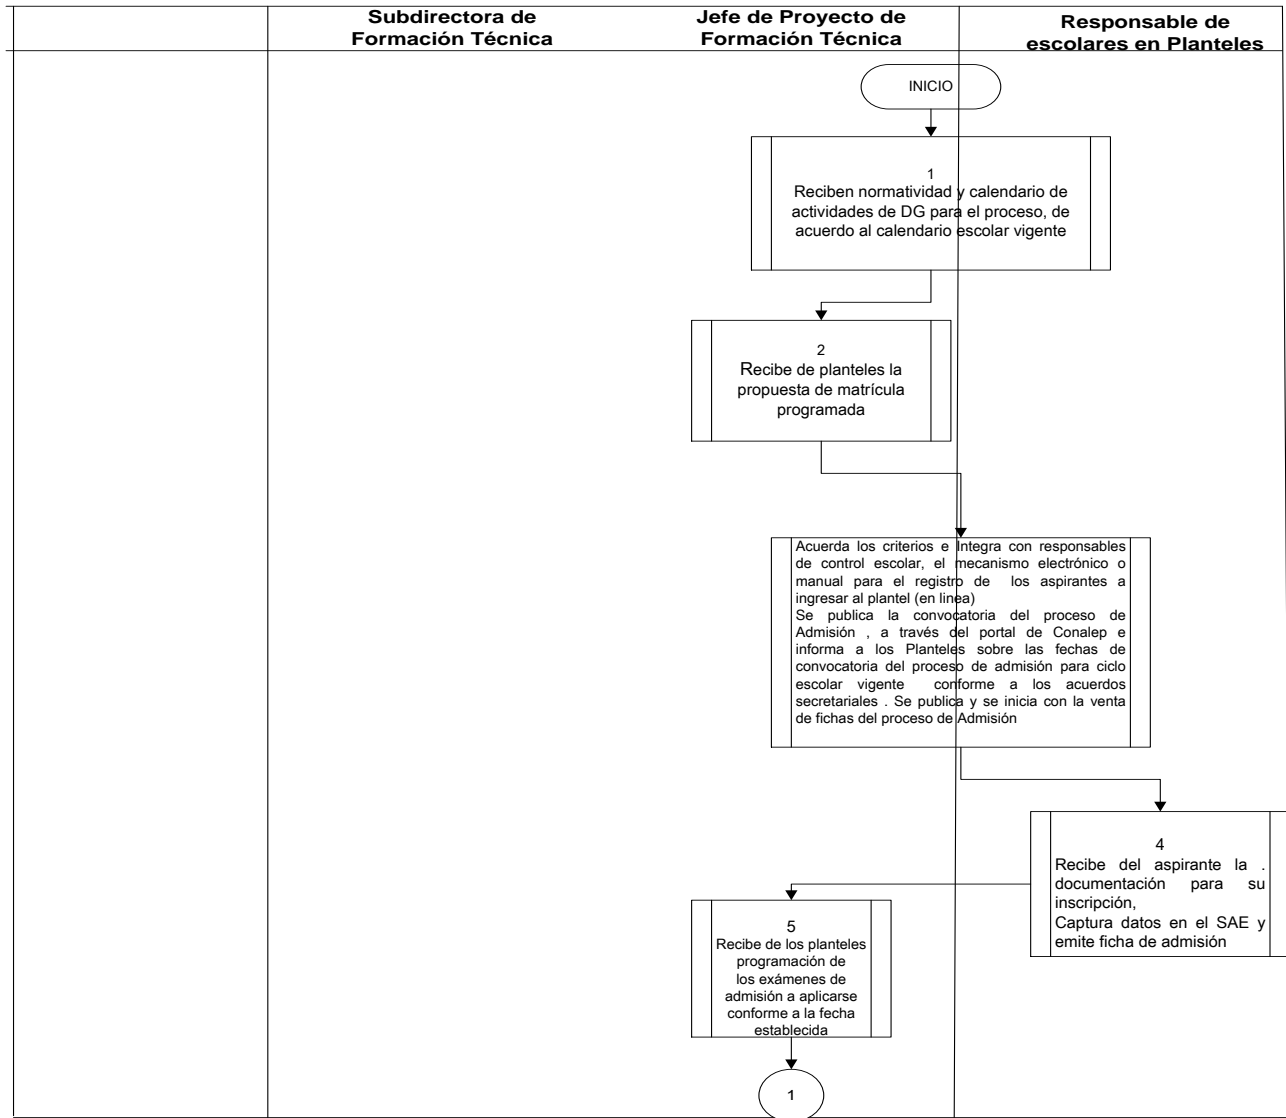 Subdirectora de
Formación Técnica
Jefe de Proyecto de
Formación Técnica
Responsable de
escolares en Planteles
INICIO
1
Reciben normatividad y calendario de
actividades de DG para el proceso, de
acuerdo al calendario escolar vigente
2
Recibe de planteles la
propuesta de matrícula
programada
Acuerda los criterios e Integra con responsables
de control escolar, el mecanismo electrónico o
manual para el registro de los aspirantes a
ingresar al plantel (en linea)
Se publica la convocatoria del proceso de
Admisión , a través del portal de Conalep e
informa a los Planteles sobre las fechas de
convocatoria del proceso de admisión para ciclo
escolar vigente conforme a los acuerdos
secretariales . Se publica y se inicia con la venta
de fichas del proceso de Admisión
4
Recibe del aspirante la .
documentación para su
inscripción,
Captura datos en el SAE y
emite ficha de admisión
5
Recibe de los planteles
programación de
los exámenes de
admisión a aplicarse
conforme a la fecha
establecida
1